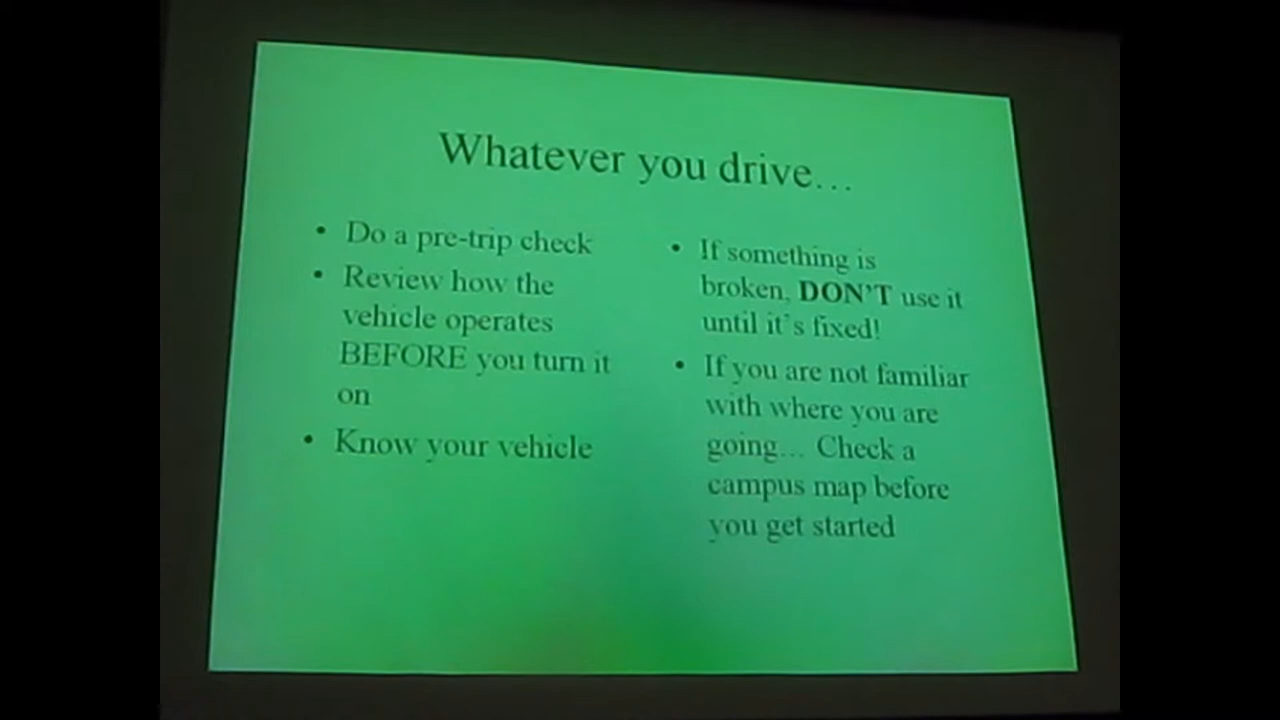 Whatever you drive…
• Do a pre-trip check
• Review how the
vehicle operates
BEFORE you turn it
on
• Know your vehicle
• If something is
broken, DON'T use it
until it's fixed!
• If you are not familiar
with where you are
going… Check a
campus map before
you get started